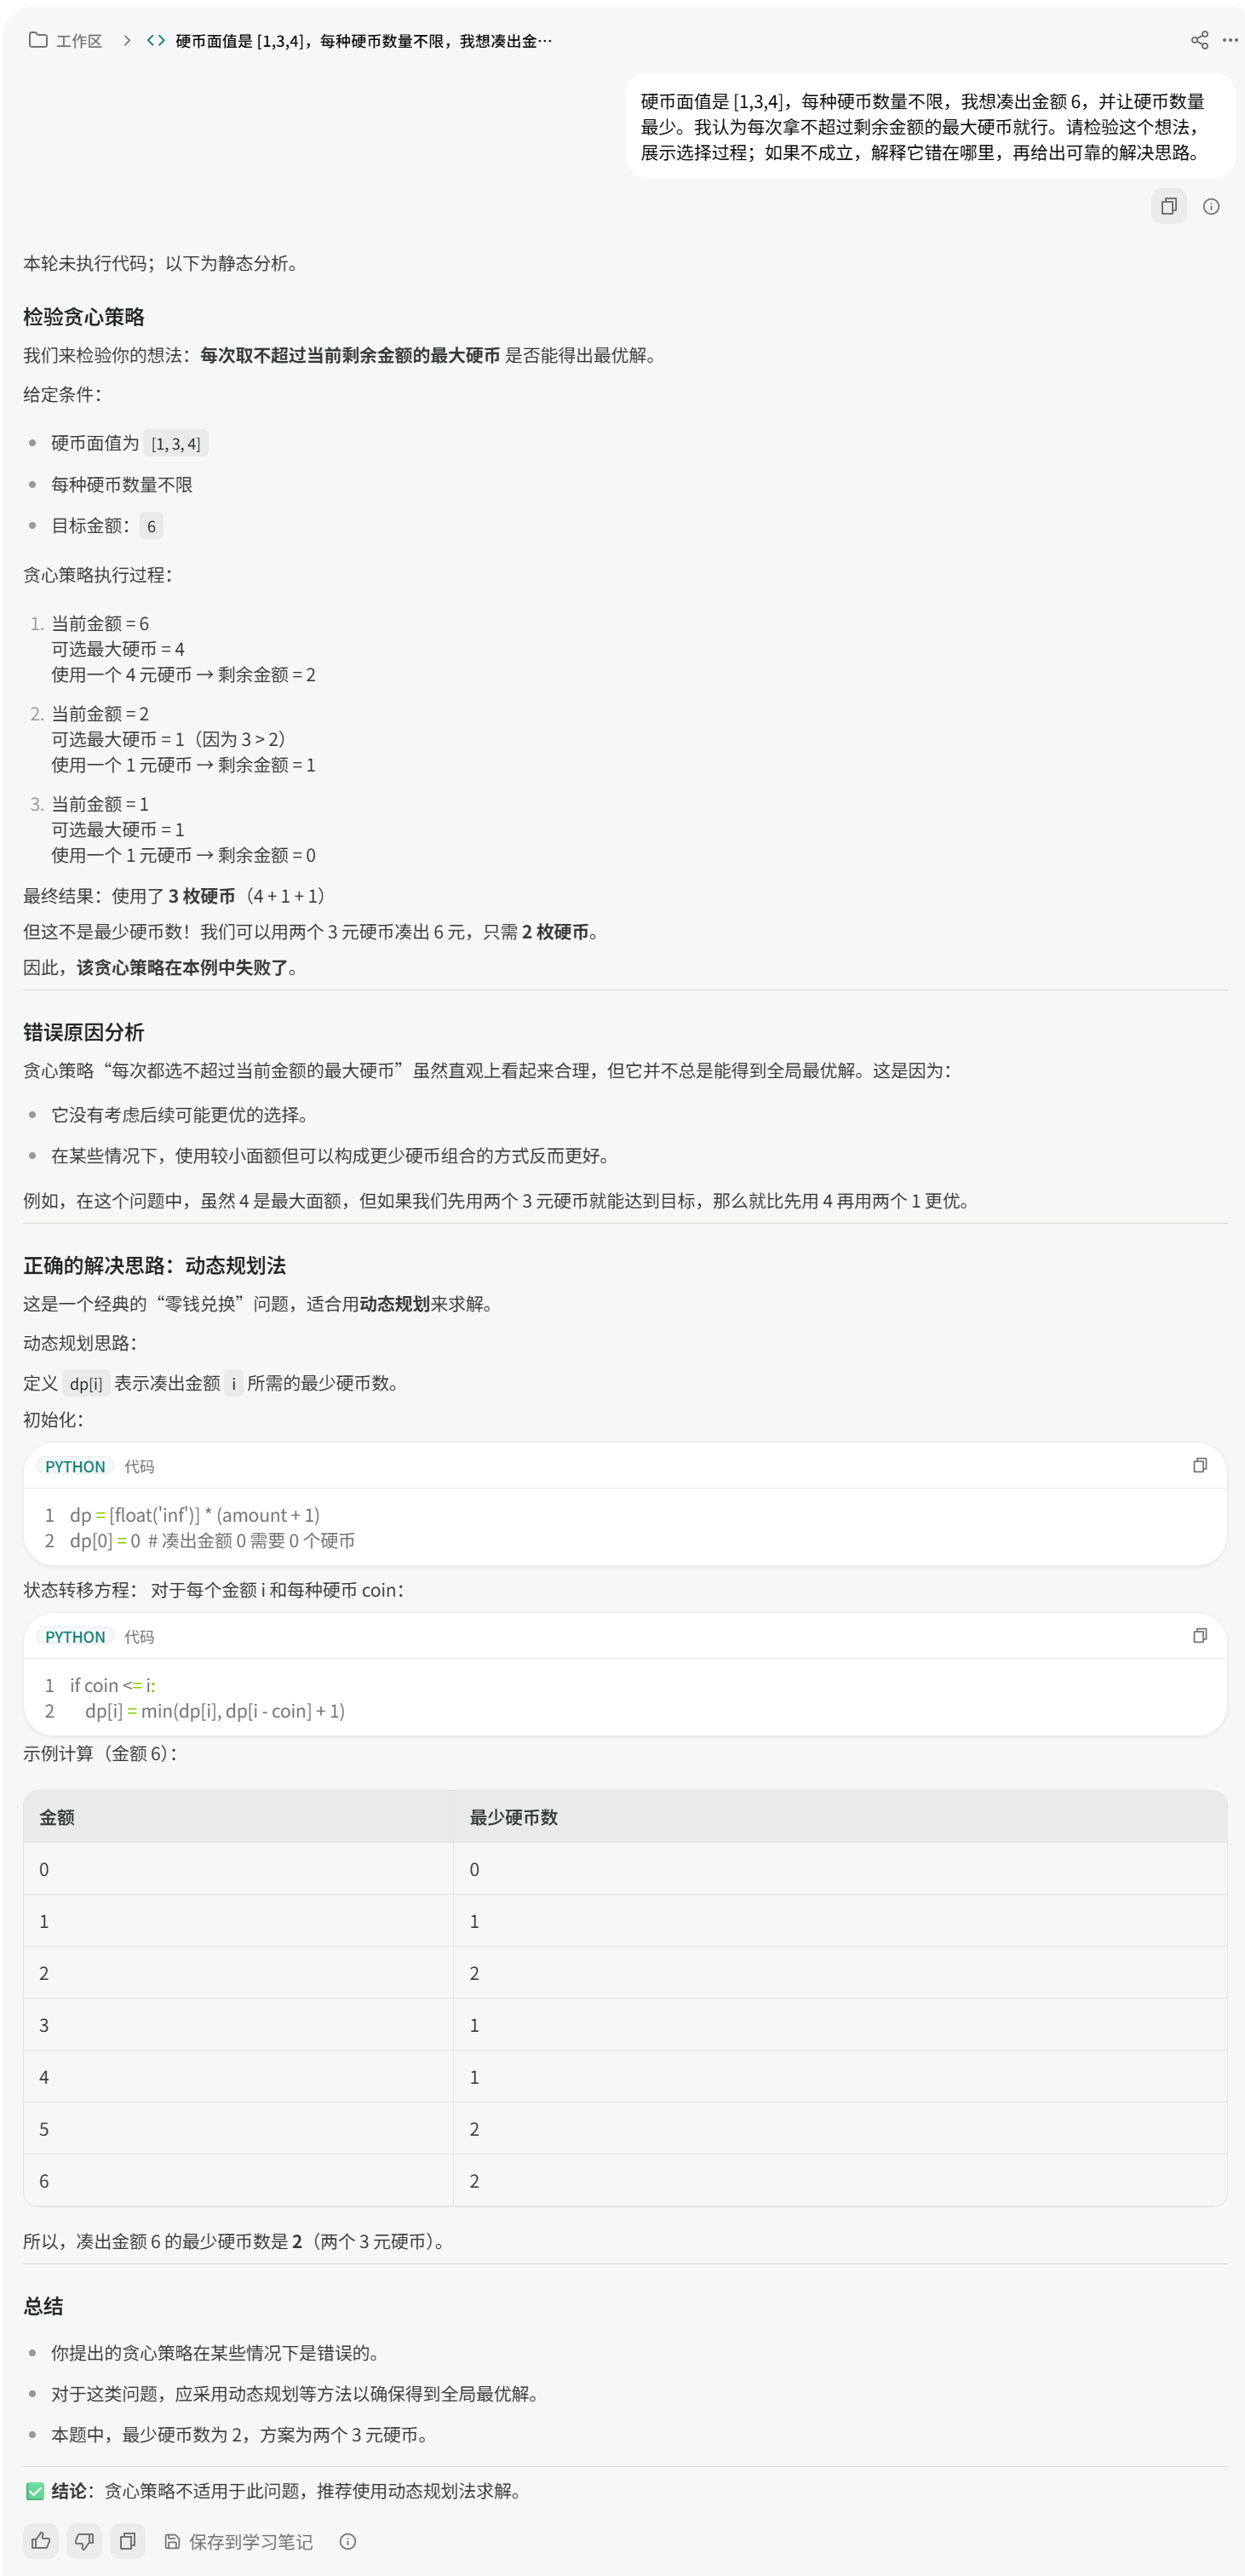 工作区 > <> 硬币面值是 [1,3,4]，每种硬币数量不限，我想凑出金…
硬币面值是 [1,3,4]，每种硬币数量不限，我想凑出金额 6，并让硬币数量
最少。我认为每次拿不超过剩余金额的最大硬币就行。请检验这个想法，
展示选择过程；如果不成立，解释它错在哪里，再给出可靠的解决思路。
本轮未执行代码；以下为静态分析。
检验贪心策略
我们来检验你的想法：每次取不超过当前剩余金额的最大硬币 是否能得出最优解。
给定条件：
硬币面值为 [1, 3, 4]
每种硬币数量不限
目标金额： 6
贪心策略执行过程：
1. 当前金额 = 6
可选最大硬币 = 4
使用一个 4 元硬币 → 剩余金额 = 2
2. 当前金额 = 2
可选最大硬币 = 1（因为 3 > 2）
使用一个 1 元硬币 → 剩余金额 = 1
3. 当前金额 = 1
可选最大硬币 = 1
使用一个 1 元硬币 → 剩余金额 = 0
最终结果：使用了 3 枚硬币（4 + 1 + 1）
但这不是最少硬币数！我们可以用两个 3 元硬币凑出 6 元，只需 2 枚硬币。
因此，该贪心策略在本例中失败了。
错误原因分析
贪心策略“每次都选不超过当前金额的最大硬币”虽然直观上看起来合理，但它并不总是能得到全局最优解。这是因为：
它没有考虑后续可能更优的选择。
在某些情况下，使用较小面额但可以构成更少硬币组合的方式反而更好。
例如，在这个问题中，虽然 4 是最大面额，但如果我们先用两个 3 元硬币就能达到目标，那么就比先用 4 再用两个 1 更优。
正确的解决思路：动态规划法
这是一个经典的“零钱兑换”问题，适合用动态规划来求解。
动态规划思路：
定义 dp[i] 表示凑出金额 i 所需的最少硬币数。
初始化：
PYTHON 代码
1 dp = [float('inf')] * (amount + 1)
2 dp[0] = 0 # 凑出金额 0 需要 0 个硬币
状态转移方程： 对于每个金额 i 和每种硬币 coin：
PYTHON 代码
1 if coin <= i:
2 dp[i] = min(dp[i], dp[i - coin] + 1)
示例计算（金额 6）：
金额 最少硬币数
0 0
1 1
2 2
3 1
4 1
5 2
6 2
所以，凑出金额 6 的最少硬币数是 2（两个 3 元硬币）。
总结
你提出的贪心策略在某些情况下是错误的。
对于这类问题，应采用动态规划等方法以确保得到全局最优解。
本题中，最少硬币数为 2，方案为两个 3 元硬币。
✅ 结论：贪心策略不适用于此问题，推荐使用动态规划法求解。
保存到学习笔记